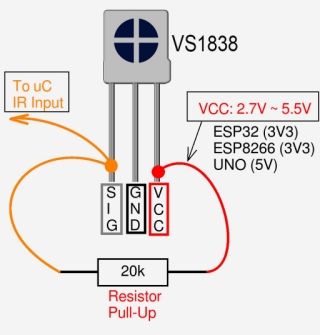 VS1838
To uC
IR Input
VCC: 2.7V ~ 5.5V
ESP32 (3V3)
ESP8266 (3V3)
UNO (5V)
SIG
GND
VCC
20k
Resistor
Pull-Up